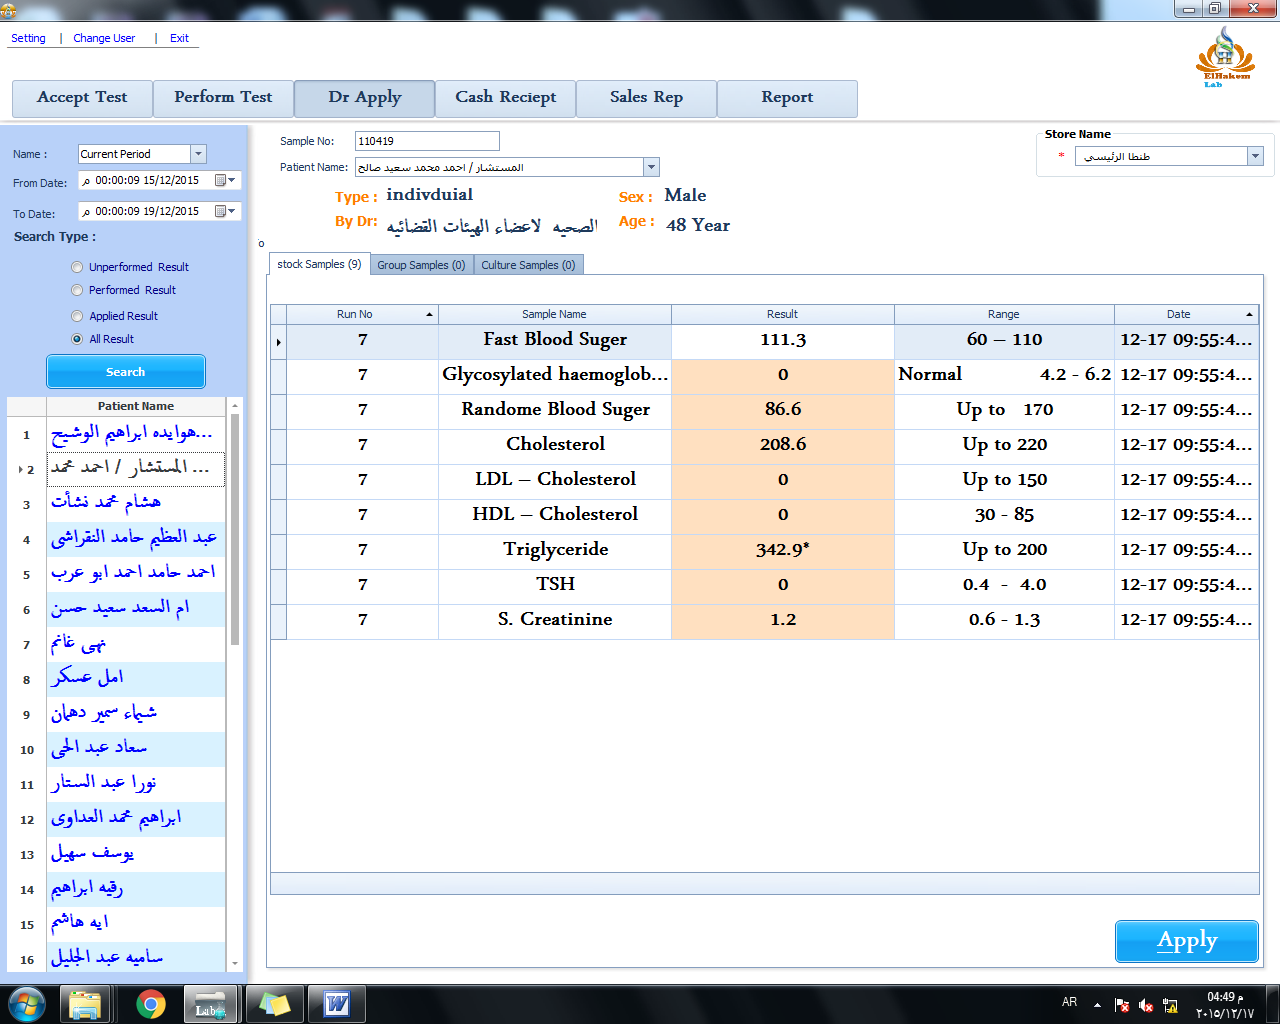 Setting | Change User | Exit
ElHakem
Lab
Accept Test
Perform Test
Dr Apply
Cash Reciept
Sales Rep
Report
Name :
Current Period
From Date:
م 00:00:09 15/12/2015
To Date:
م 00:00:09 19/12/2015
Search Type :
Unperformed Result
Performed Result
Applied Result
All Result
Search
Patient Name
1 هوايده ابراهيم الوشيح...
2 المستشار / احمد محمد ...
3 هشام محمد نشأت
4 عبد العظيم حامد النقراشى
5 احمد حامد احمد ابو عرب
6 ام السعد سعيد حسن
7 نهى غانم
8 امل عسكر
9 شيماء سمير دهمان
10 سعاد عبد الحى
11 نورا عبد الستار
12 ابراهيم محمد العداوى
13 يوسف سهيل
14 رقيه ابراهيم
15 ايه هاشم
16 ساميه عبد الجليل
Sample No: 110419
Patient Name: المستشار / احمد محمد سعيد صالح
Store Name
* طنطا الرئيسي
Type : indivduial
Sex : Male
By Dr: الصحيه لاعضاء الهيئات القضائيه
Age : 48 Year
o
stock Samples (9)
Group Samples (0)
Culture Samples (0)
Run No Sample Name Result Range Date
7 Fast Blood Suger 111.3 60 – 110 12-17 09:55:4...
7 Glycosylated haemoglob... 0 Normal 4.2 - 6.2 12-17 09:55:4...
7 Randome Blood Suger 86.6 Up to 170 12-17 09:55:4...
7 Cholesterol 208.6 Up to 220 12-17 09:55:4...
7 LDL – Cholesterol 0 Up to 150 12-17 09:55:4...
7 HDL – Cholesterol 0 30 - 85 12-17 09:55:4...
7 Triglyceride 342.9* Up to 200 12-17 09:55:4...
7 TSH 0 0.4 - 4.0 12-17 09:55:4...
7 S. Creatinine 1.2 0.6 - 1.3 12-17 09:55:4...
Apply
Lab
AR
04:49 م
٢٠١٥/١٢/١٧